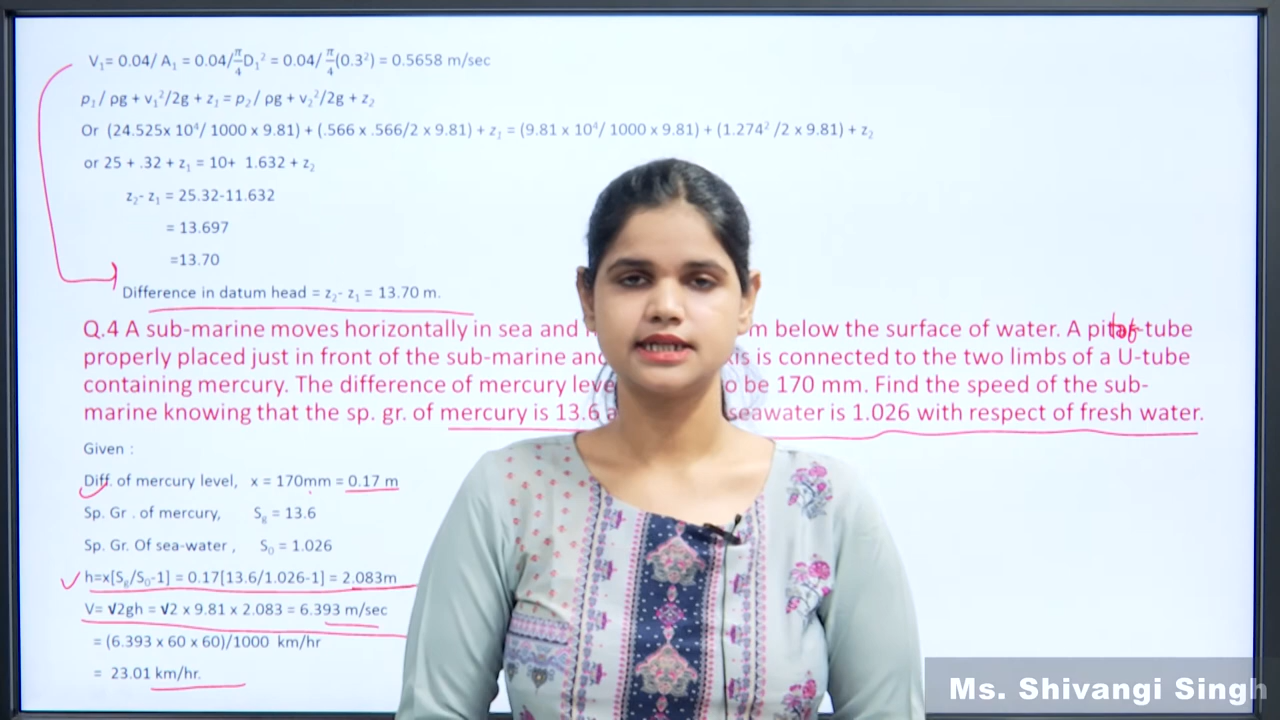 V₁= 0.04/ A₁ = 0.04/π/4D₁² = 0.04/ π/4(0.3²) = 0.5658 m/sec
p₁/ ρg + v₁²/2g + z₁ = p₂/ ρg + v₂²/2g + z₂
Or (24.525x 10⁴/ 1000 x 9.81) + (.566 x .566/2 x 9.81) + z₁ = (9.81 x 10⁴/ 1000 x 9.81) + (1.274² /2 x 9.81) + z₂
or 25 + .32 + z₁ = 10+ 1.632 + z₂
z₂- z₁ = 25.32-11.632
= 13.697
=13.70
Difference in datum head = z₂- z₁ = 13.70 m.
Q.4 A sub-marine moves horizontally in sea and m below the surface of water. A pitot-tube
properly placed just in front of the sub-marine and is connected to the two limbs of a U-tube
containing mercury. The difference of mercury be 170 mm. Find the speed of the sub-
marine knowing that the sp. gr. of mercury is 13.6 seawater is 1.026 with respect of fresh water.
Given :
Diff. of mercury level, x = 170mm = 0.17 m
Sp. Gr . of mercury, Sg = 13.6
Sp. Gr. Of sea-water , S₀ = 1.026
h=x[Sg/S₀-1] = 0.17[13.6/1.026-1] = 2.083m
V= √2gh = √2 x 9.81 x 2.083 = 6.393 m/sec
= (6.393 x 60 x 60)/1000 km/hr
= 23.01 km/hr.
Ms. Shivangi Singh